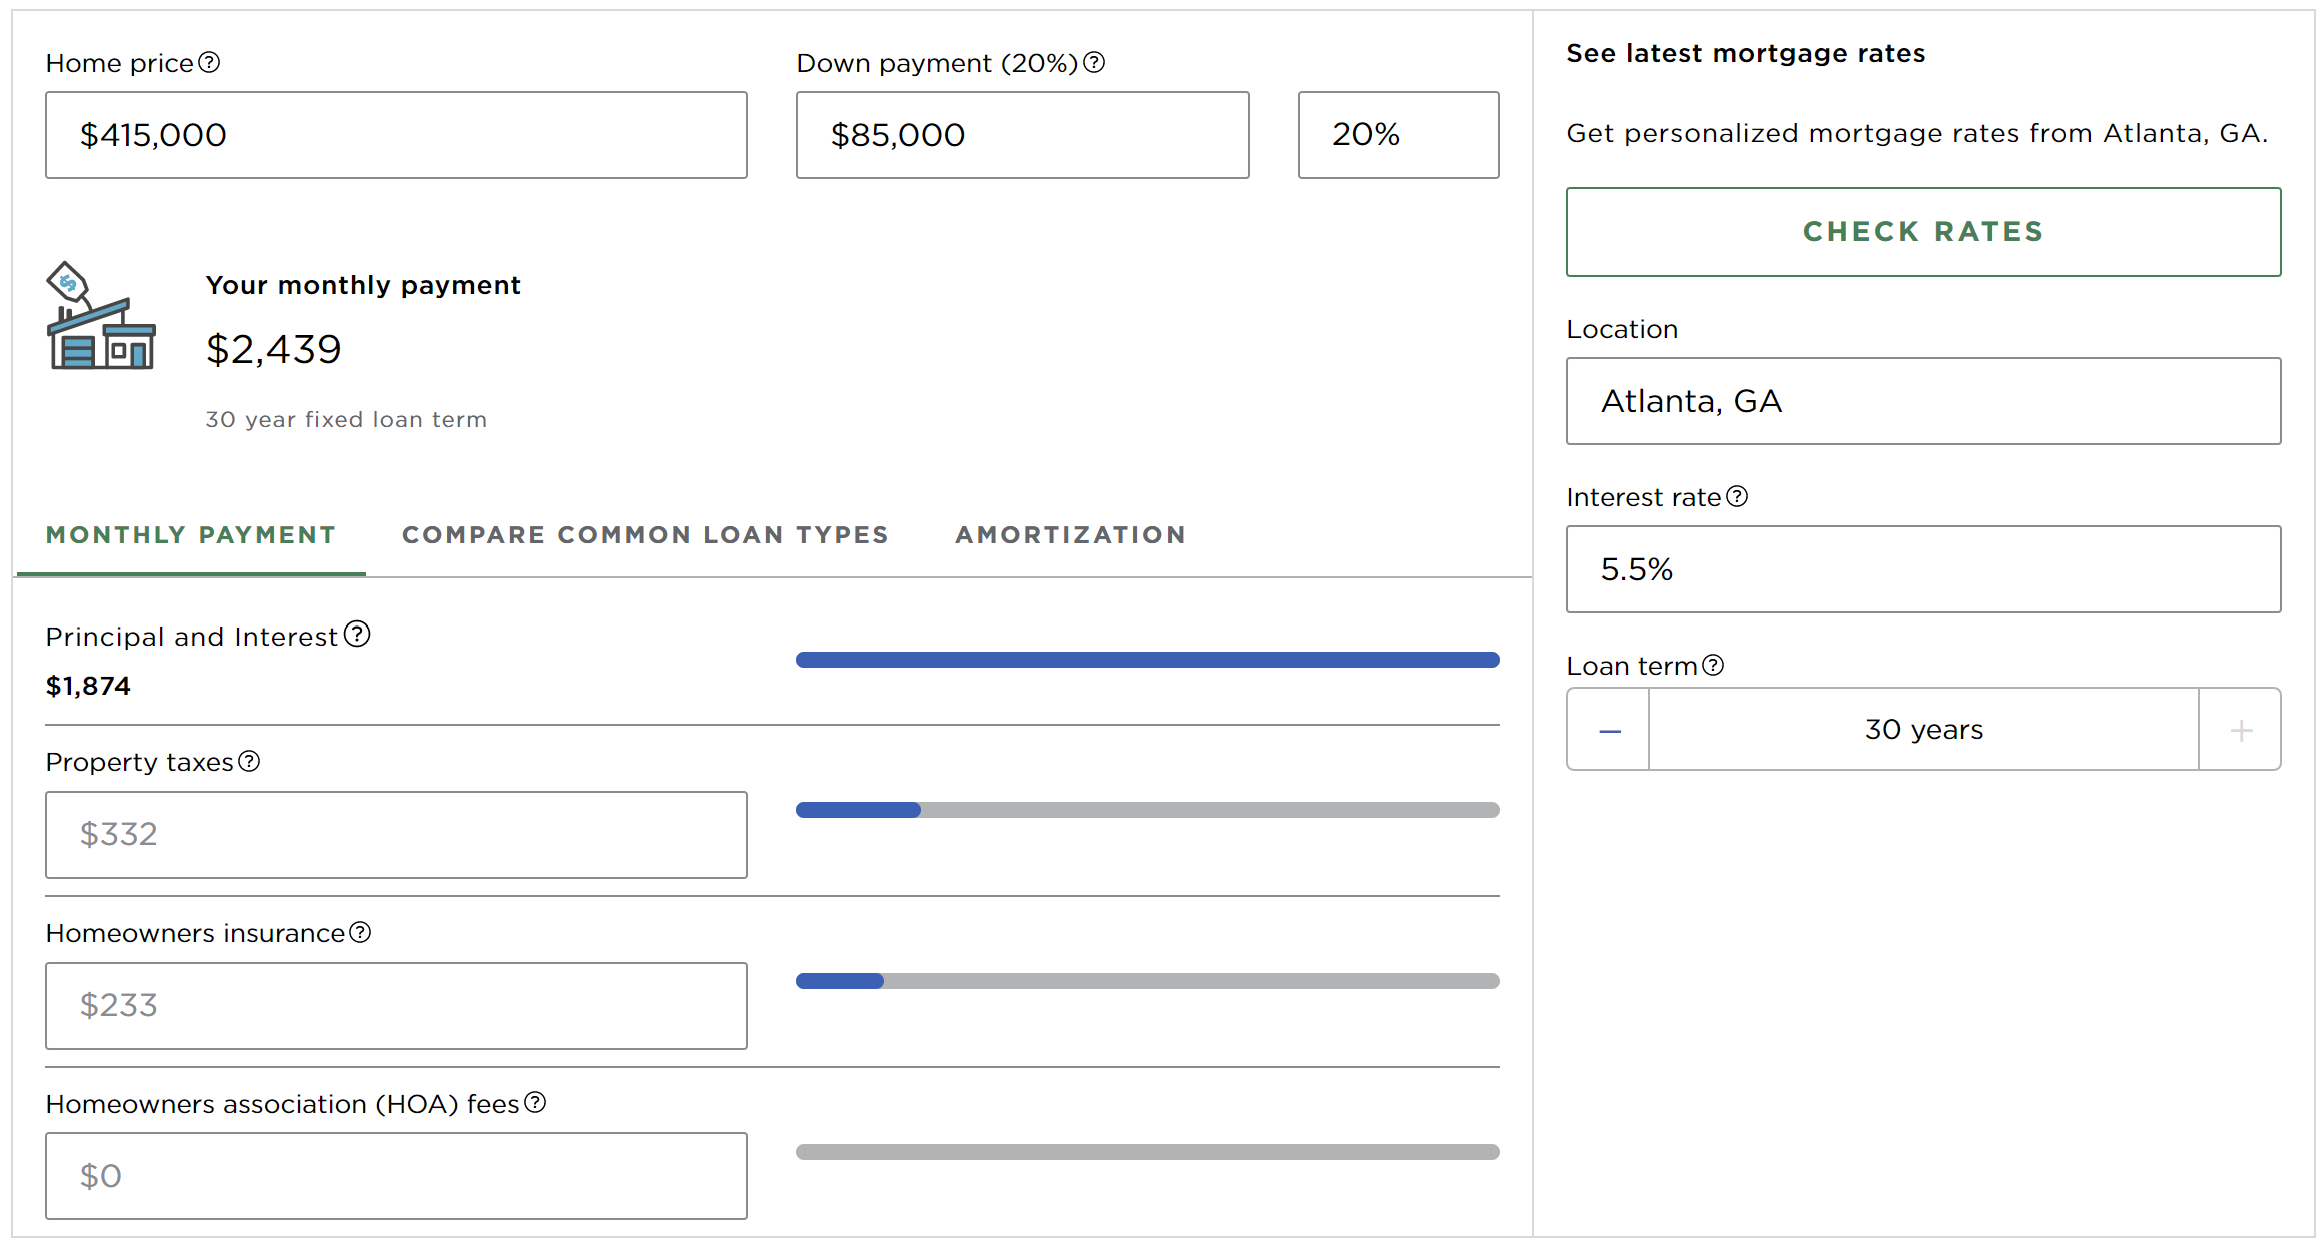 Home price
$415,000
Down payment (20%)
$85,000
20%
$
Your monthly payment
$2,439
30 year fixed loan term
MONTHLY PAYMENT
COMPARE COMMON LOAN TYPES
AMORTIZATION
Principal and Interest
$1,874
Property taxes
$332
Homeowners insurance
$233
Homeowners association (HOA) fees
$0
See latest mortgage rates
Get personalized mortgage rates from Atlanta, GA.
CHECK RATES
Location
Atlanta, GA
Interest rate
5.5%
Loan term
− 30 years +